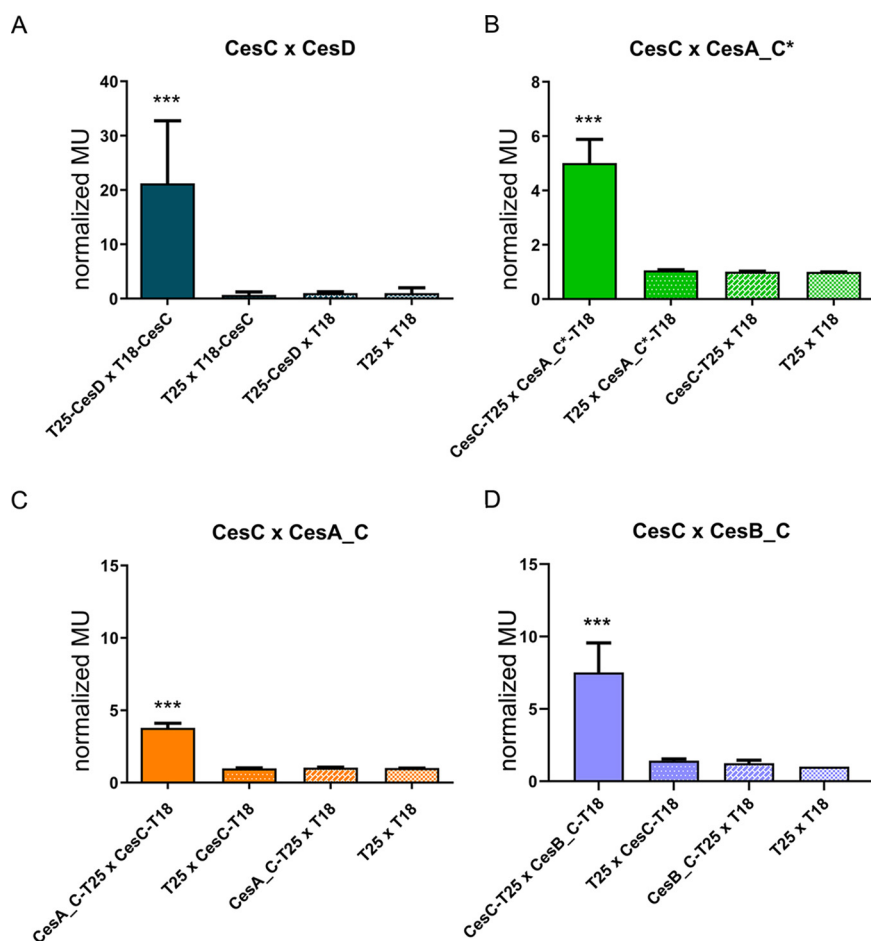 A
CesC x CesD
normalized MU
40
30
20
10
0
***
T25-CesD x T18-CesC
T25 x T18-CesC
T25-CesD x T18
T25 x T18
B
CesC x CesA_C*
normalized MU
8
6
4
2
0
***
CesC-T25 x CesA_C*-T18
T25 x CesA_C*-T18
CesC-T25 x T18
T25 x T18
C
CesC x CesA_C
normalized MU
15
10
5
0
***
CesA_C-T25 x CesC-T18
T25 x CesC-T18
CesA_C-T25 x T18
T25 x T18
D
CesC x CesB_C
normalized MU
15
10
5
0
***
CesC-T25 x CesB_C-T18
T25 x CesC-T18
CesB_C-T25 x T18
T25 x T18